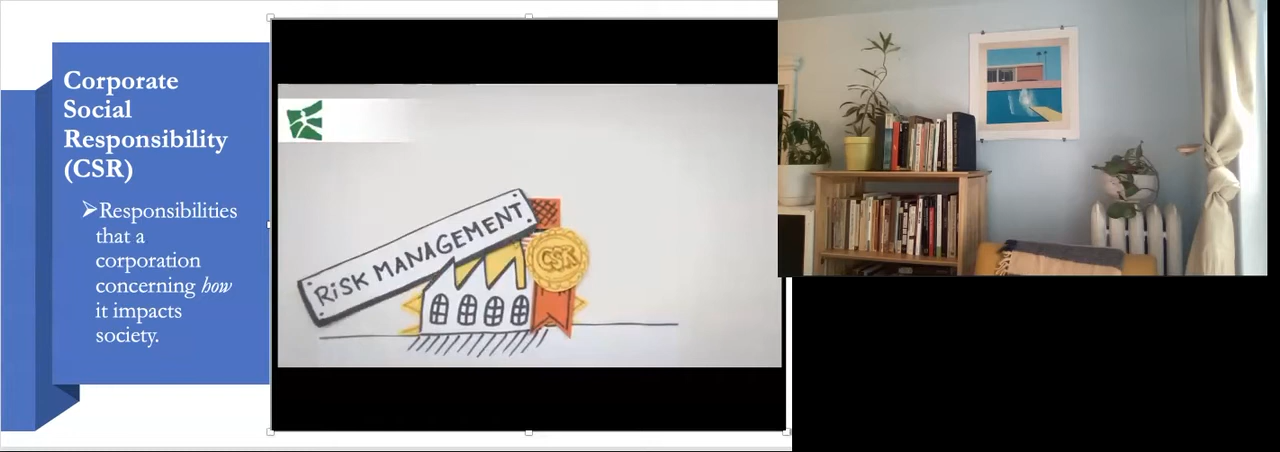 Corporate
Social
Responsibility
(CSR)
➢Responsibilities
that a
corporation
concerning how
it impacts
society.
RISK MANAGEMENT
CSR